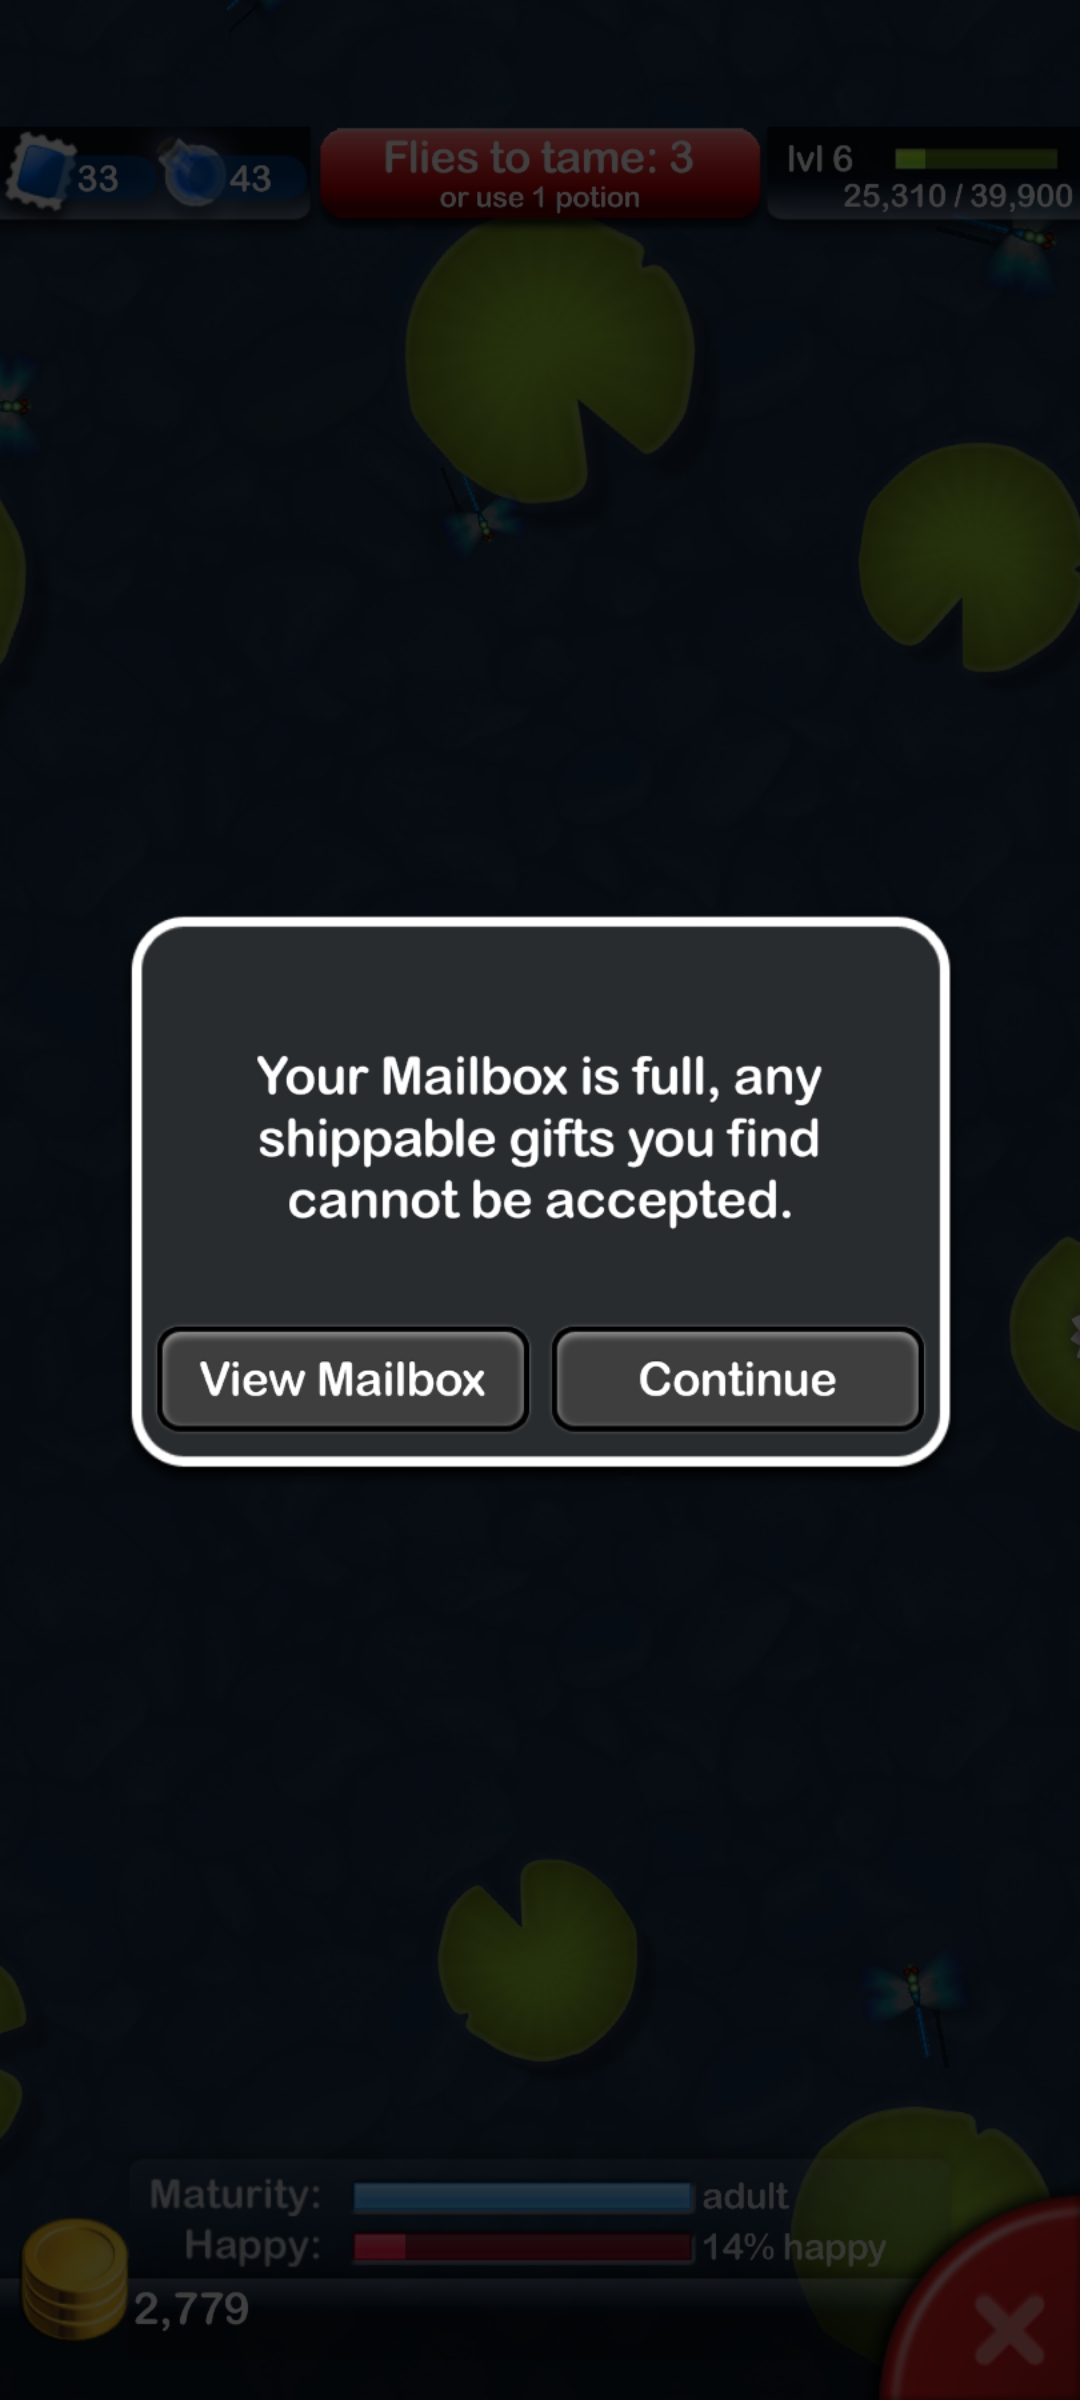 33
43
Flies to tame: 3
or use 1 potion
lvl 6
25,310 / 39,900
Your Mailbox is full, any
shippable gifts you find
cannot be accepted.
View Mailbox
Continue
Maturity:
adult
Happy:
14% happy
2,779